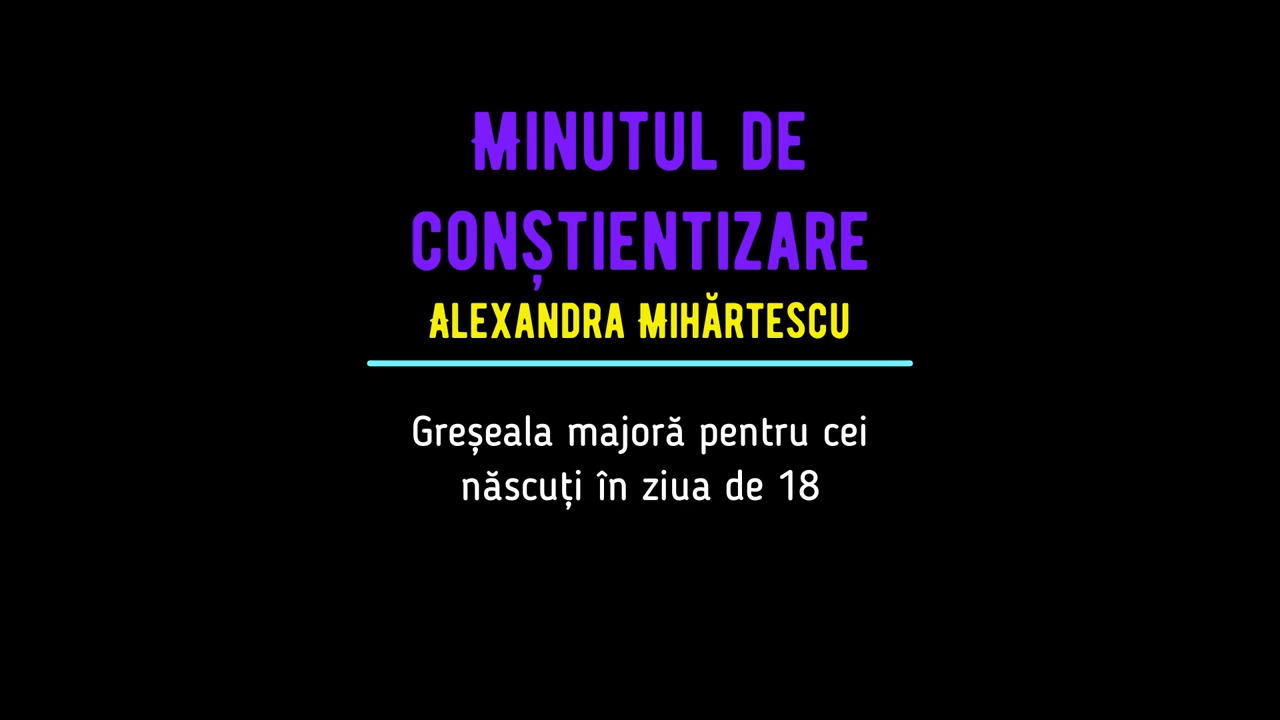 Minutul de
conștientizare
Alexandra Mihărtescu
Greșeala majoră pentru cei
născuți în ziua de 18